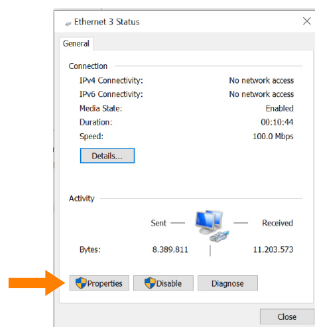 Ethernet 3 Status
General
Connection
IPv4 Connectivity: No network access
IPv6 Connectivity: No network access
Media State: Enabled
Duration: 00:10:44
Speed: 100.0 Mbps
Details...
Activity
Sent Received
Bytes: 8.389.811 11.203.573
Properties Disable Diagnose
Close